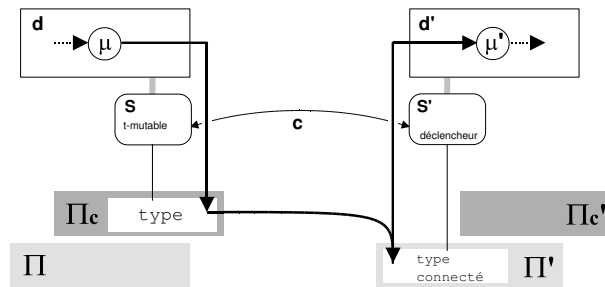 d
d'
μ
μ'
S
t-mutable
S'
déclencheur
c
Πc
type
Πc'
Π
type
connecté
Π'